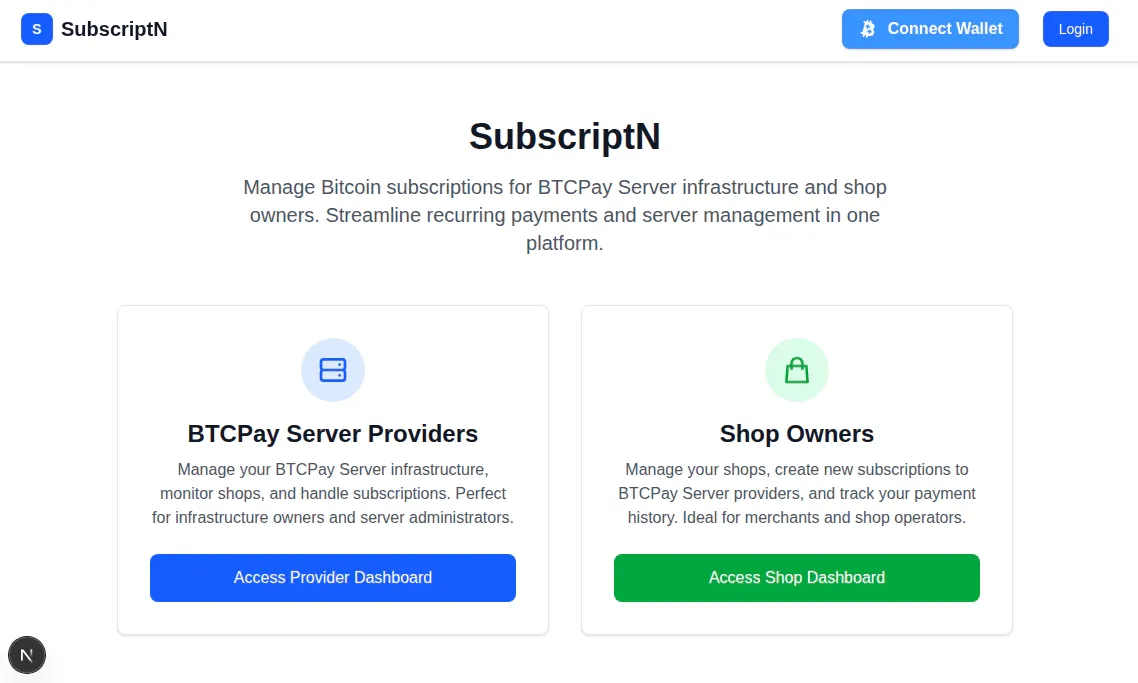 S SubscriptN
Connect Wallet
Login
SubscriptN
Manage Bitcoin subscriptions for BTCPay Server infrastructure and shop
owners. Streamline recurring payments and server management in one
platform.
BTCPay Server Providers
Manage your BTCPay Server infrastructure,
monitor shops, and handle subscriptions. Perfect
for infrastructure owners and server administrators.
Access Provider Dashboard
Shop Owners
Manage your shops, create new subscriptions to
BTCPay Server providers, and track your payment
history. Ideal for merchants and shop operators.
Access Shop Dashboard
N